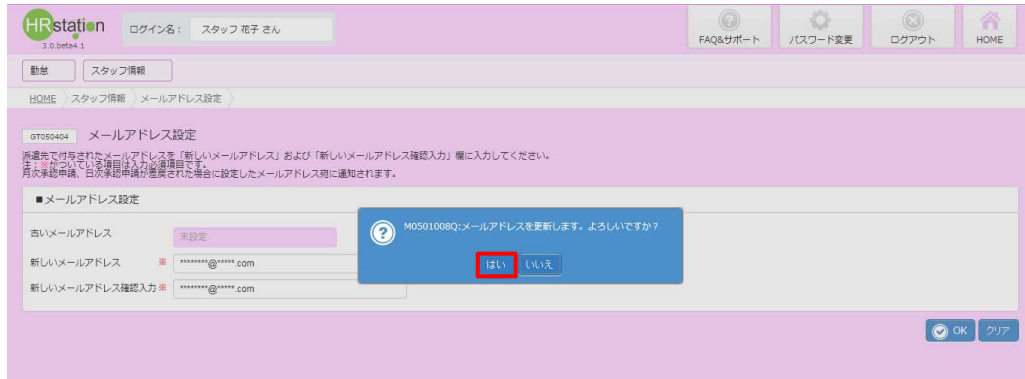 HRstation
3.0.beta4.1
ログイン名： スタッフ 花子 さん
FAQ&サポート
パスワード変更
ログアウト
HOME
勤怠
スタッフ情報
HOME スタッフ情報 メールアドレス設定
GT050404 メールアドレス設定
派遣先で付与されたメールアドレスを「新しいメールアドレス」および「新しいメールアドレス確認入力」欄に入力してください。
注：※がついている項目は入力必須項目です。
月次承認申請、日次承認申請が差戻された場合に設定したメールアドレス宛に通知されます。
■メールアドレス設定
古いメールアドレス 未設定
新しいメールアドレス ※ ********@*****.com
新しいメールアドレス確認入力※ ********@*****.com
M0501008Q:メールアドレスを更新します。よろしいですか？
はい いいえ
OK クリア